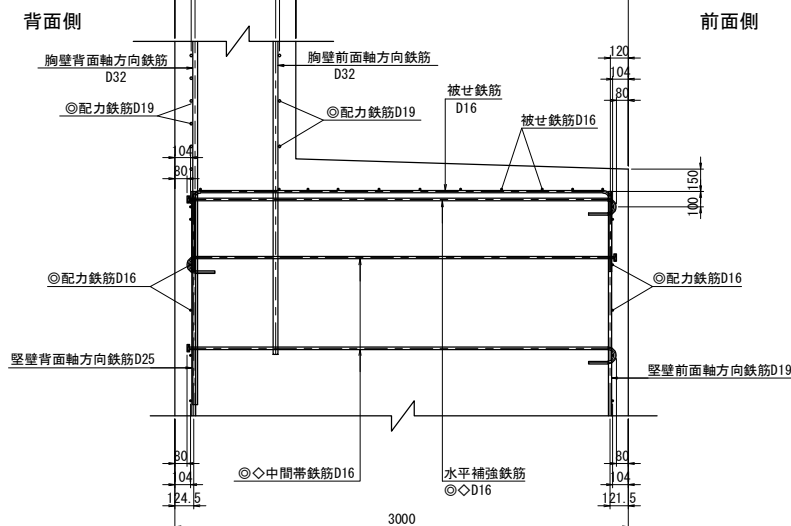 背面側
前面側
胸壁背面軸方向鉄筋
D32
胸壁前面軸方向鉄筋
D32
120
104
80
被せ鉄筋
D16
◎配力鉄筋D19
◎配力鉄筋D19
被せ鉄筋D16
104
80
150
100
◎配力鉄筋D16
◎配力鉄筋D16
竪壁背面軸方向鉄筋D25
竪壁前面軸方向鉄筋D19
80
104
124.5
◎◇中間帯鉄筋D16
水平補強鉄筋
◎◇D16
80
104
121.5
3000